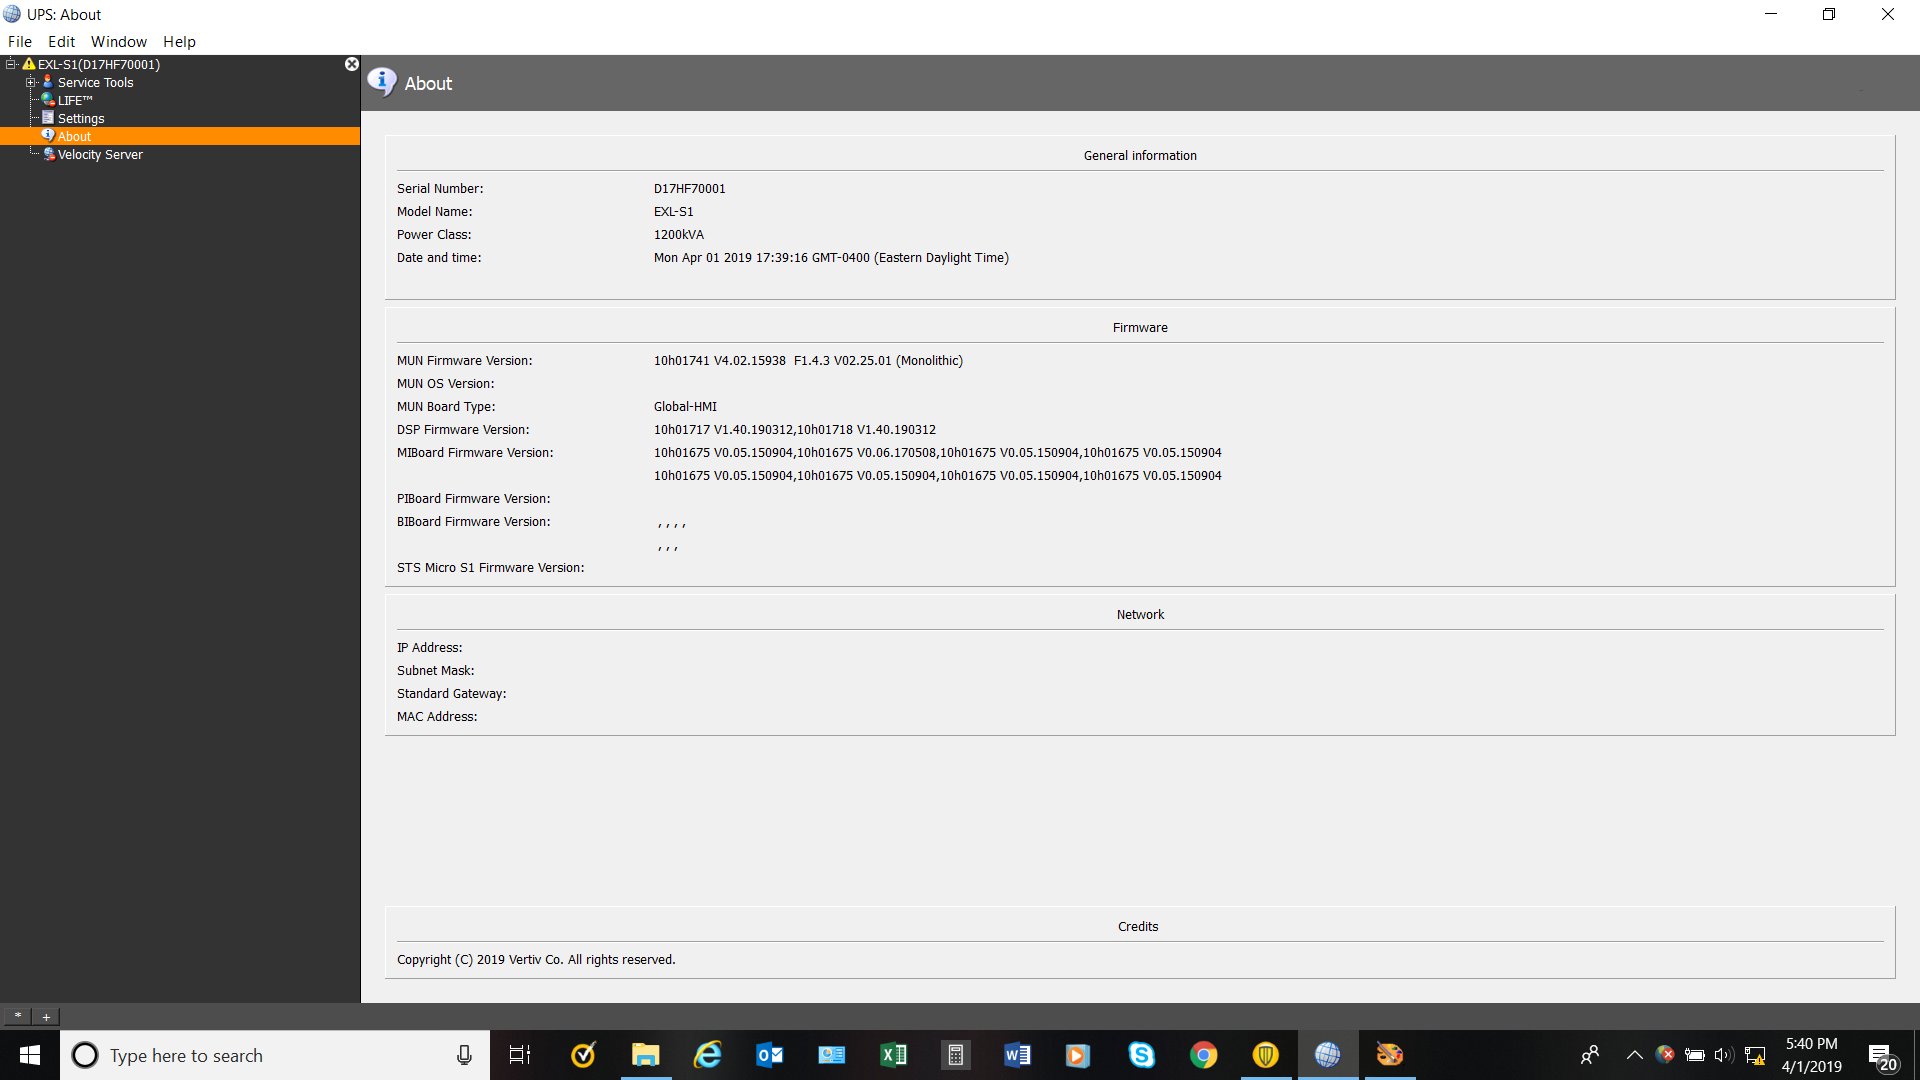 UPS: About
File Edit Window Help
EXL-S1(D17HF70001)
Service Tools
LIFE™
Settings
About
Velocity Server
About
General information
Serial Number: D17HF70001
Model Name: EXL-S1
Power Class: 1200kVA
Date and time: Mon Apr 01 2019 17:39:16 GMT-0400 (Eastern Daylight Time)
Firmware
MUN Firmware Version: 10h01741 V4.02.15938  F1.4.3 V02.25.01 (Monolithic)
MUN OS Version:
MUN Board Type: Global-HMI
DSP Firmware Version: 10h01717 V1.40.190312,10h01718 V1.40.190312
MIBoard Firmware Version: 10h01675 V0.05.150904,10h01675 V0.06.170508,10h01675 V0.05.150904,10h01675 V0.05.150904
10h01675 V0.05.150904,10h01675 V0.05.150904,10h01675 V0.05.150904,10h01675 V0.05.150904
PIBoard Firmware Version:
BIBoard Firmware Version: , , , ,
, , ,
STS Micro S1 Firmware Version:
Network
IP Address:
Subnet Mask:
Standard Gateway:
MAC Address:
Credits
Copyright (C) 2019 Vertiv Co. All rights reserved.
* +
Type here to search
5:40 PM
4/1/2019
20